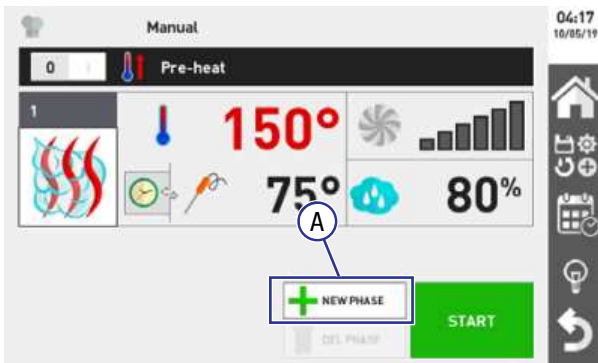 Manual
04:17
10/05/19
0
Pre-heat
1
150°
75°
80%
A
NEW PHASE
DEL PHASE
START